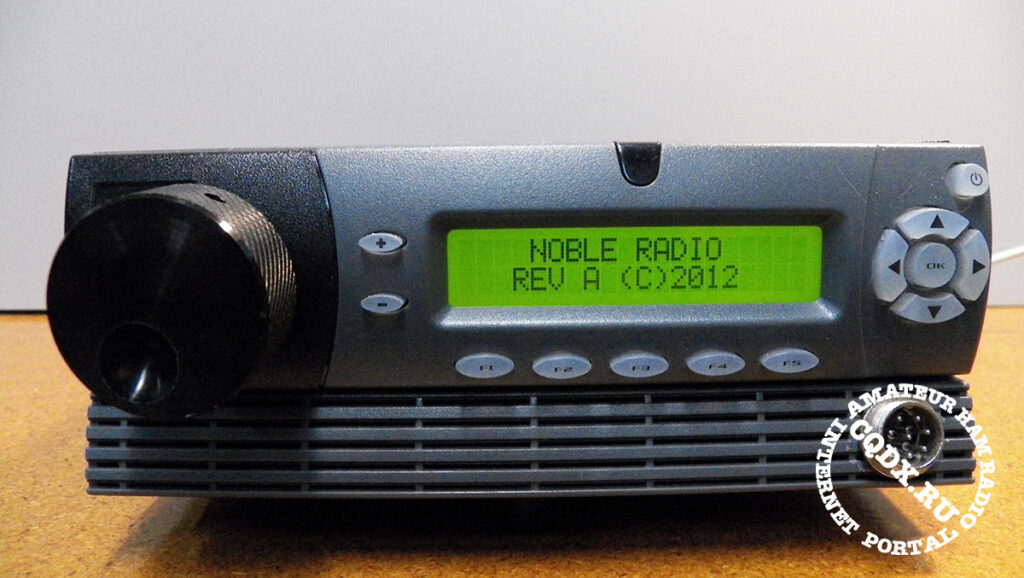 NOBLE RADIO
REV A (C)2012
+
-
OK
F1
F2
F3
F4
F5
INTERNET PORTAL
AMATEUR HAM RADIO
CQDX.RU